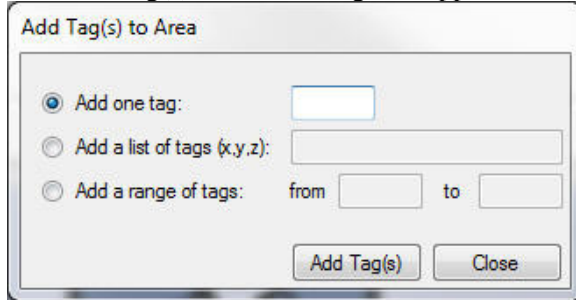 Add Tag(s) to Area
Add one tag:
Add a list of tags (x,y,z):
Add a range of tags: from to
Add Tag(s) Close